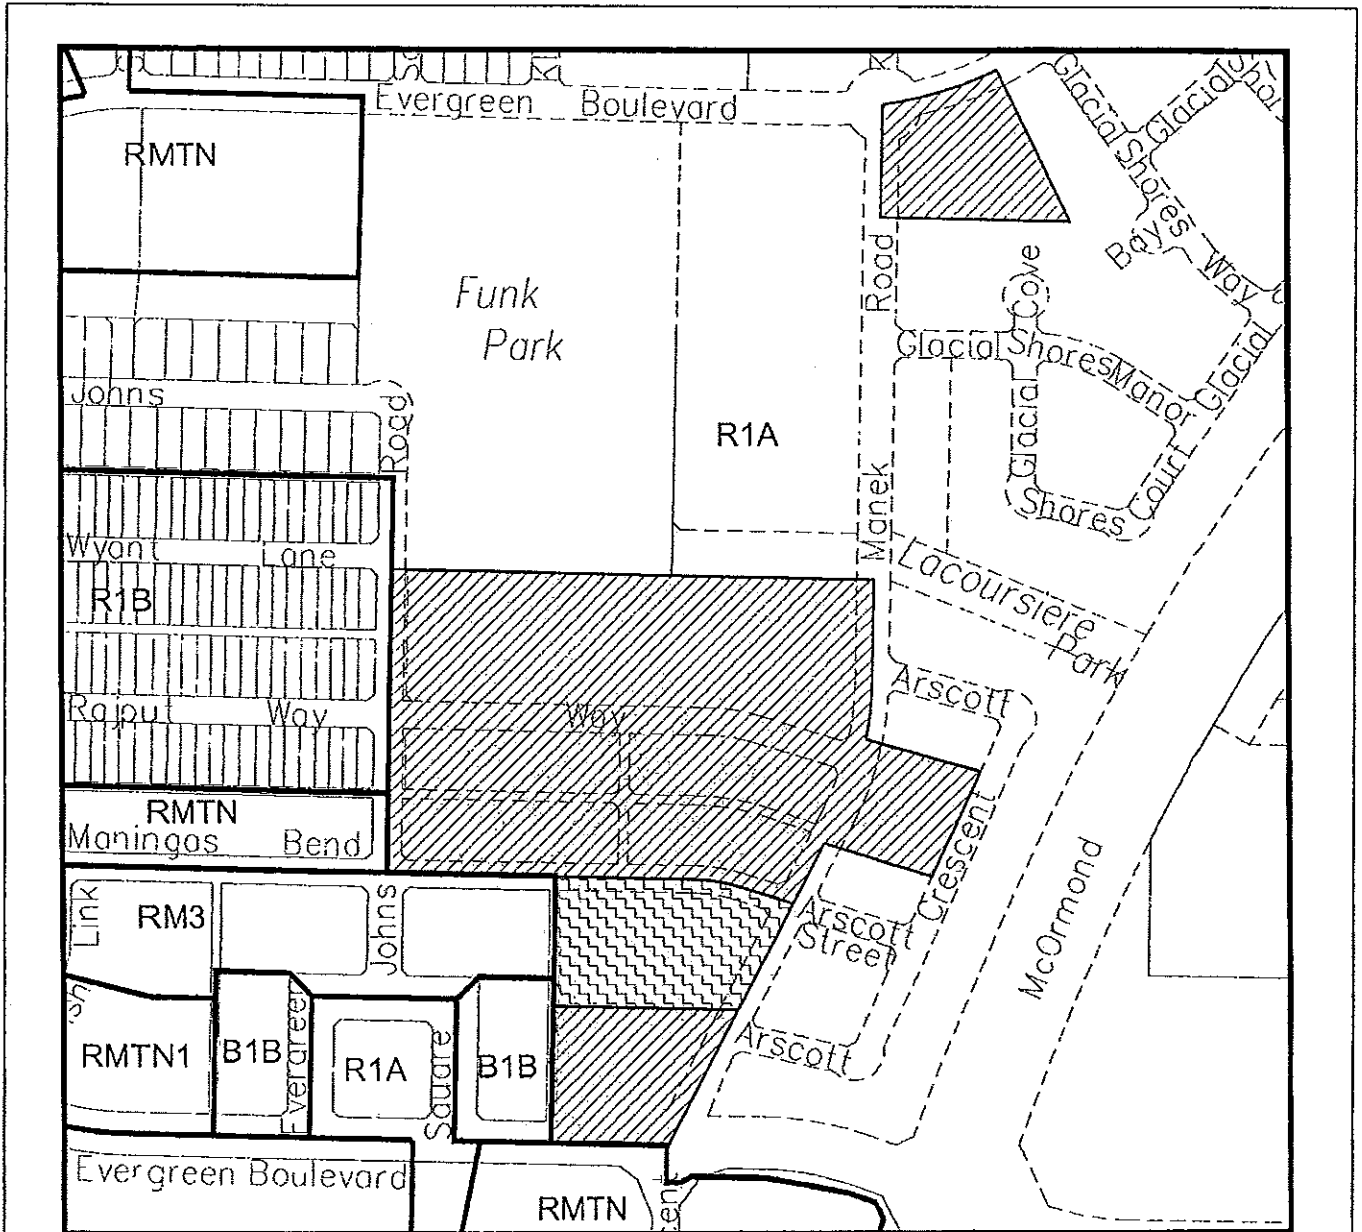 Evergreen Boulevard
RMTN
Funk
Park
Road
Manek
R1A
Johns
Road
Wyant Lane
R1B
Rajput Way
Way
RMTN
Maningas Bend
Link
RM3
Johns
RMTN1
B1B
Evergreen
R1A
Square
B1B
Evergreen Boulevard
RMTN
Glacial
Shores
Way
Bay
Glacial
Shor
Cove
Glacial Shores Manor
Glacial
Shores
Court
Glacial
Lacoursiere
Park
Arscott
Crescent
Arscott
Street
Arscott
McOrmond